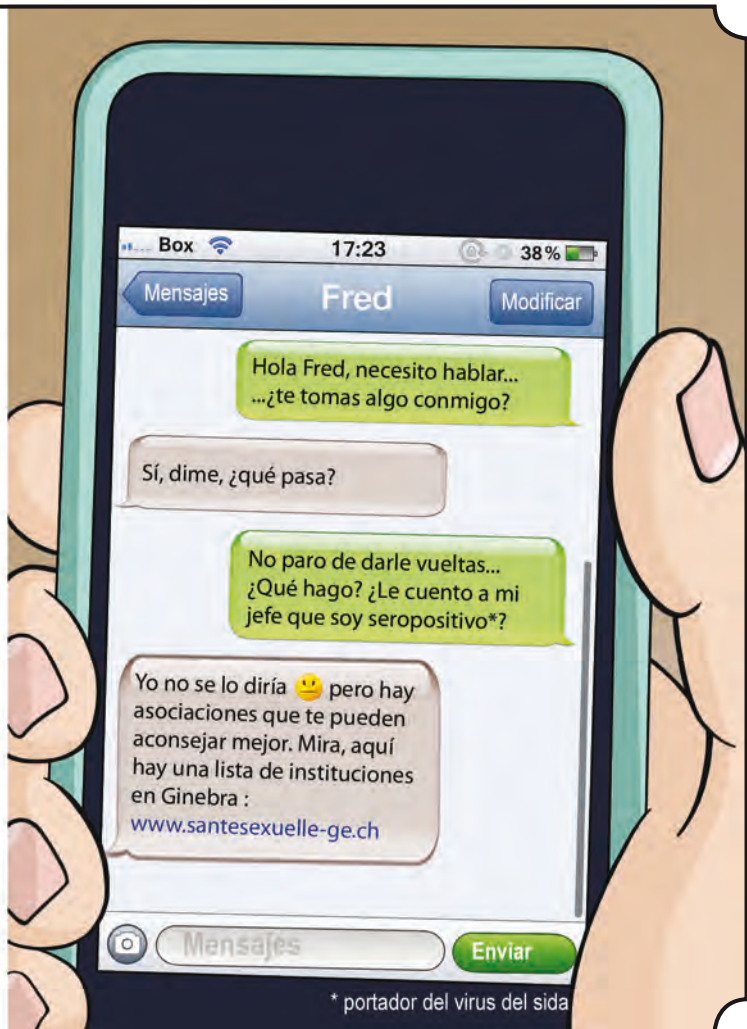 Box 17:23 38%
Mensajes Fred Modificar
Hola Fred, necesito hablar...
...¿te tomas algo conmigo?
Sí, dime, ¿qué pasa?
No paro de darle vueltas...
¿Qué hago? ¿Le cuento a mi
jefe que soy seropositivo*?
Yo no se lo diría 😐 pero hay
asociaciones que te pueden
aconsejar mejor. Mira, aquí
hay una lista de instituciones
en Ginebra :
www.santesexuelle-ge.ch
Mensajes Enviar
* portador del virus del sida